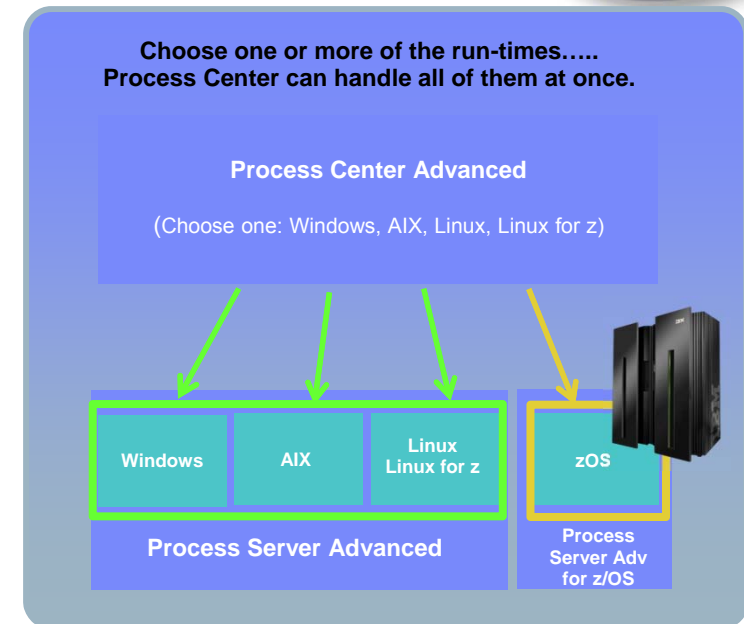 Choose one or more of the run-times…..
Process Center can handle all of them at once.
Process Center Advanced
(Choose one: Windows, AIX, Linux, Linux for z)
Windows
AIX
Linux
Linux for z
zOS
Process Server Advanced
Process
Server Adv
for z/OS